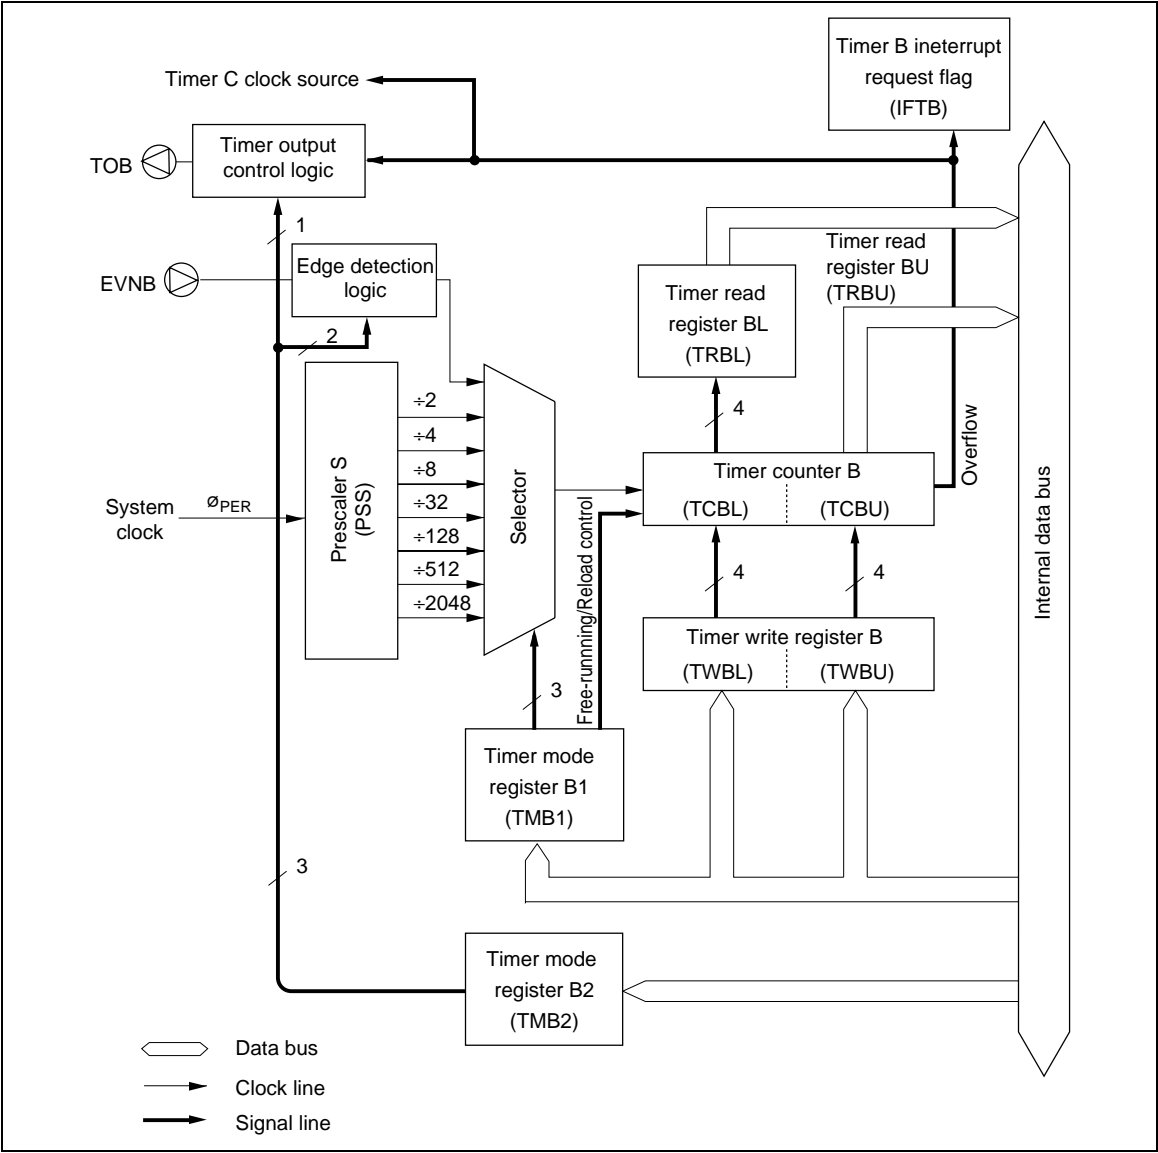 Timer B ineterrupt
request flag
(IFTB)
Timer C clock source
Timer output
control logic
TOB
1
Edge detection
logic
EVNB
2
Timer read
register BU
(TRBU)
Timer read
register BL
(TRBL)
4
Overflow
÷2
÷4
÷8
÷32
÷128
÷512
÷2048
Prescaler S
(PSS)
System
clock
øPER
Selector
Timer counter B
(TCBL)
(TCBU)
Free-runnning/Reload control
4
4
Internal data bus
Timer write register B
(TWBL)
(TWBU)
3
Timer mode
register B1
(TMB1)
3
Timer mode
register B2
(TMB2)
Data bus
Clock line
Signal line